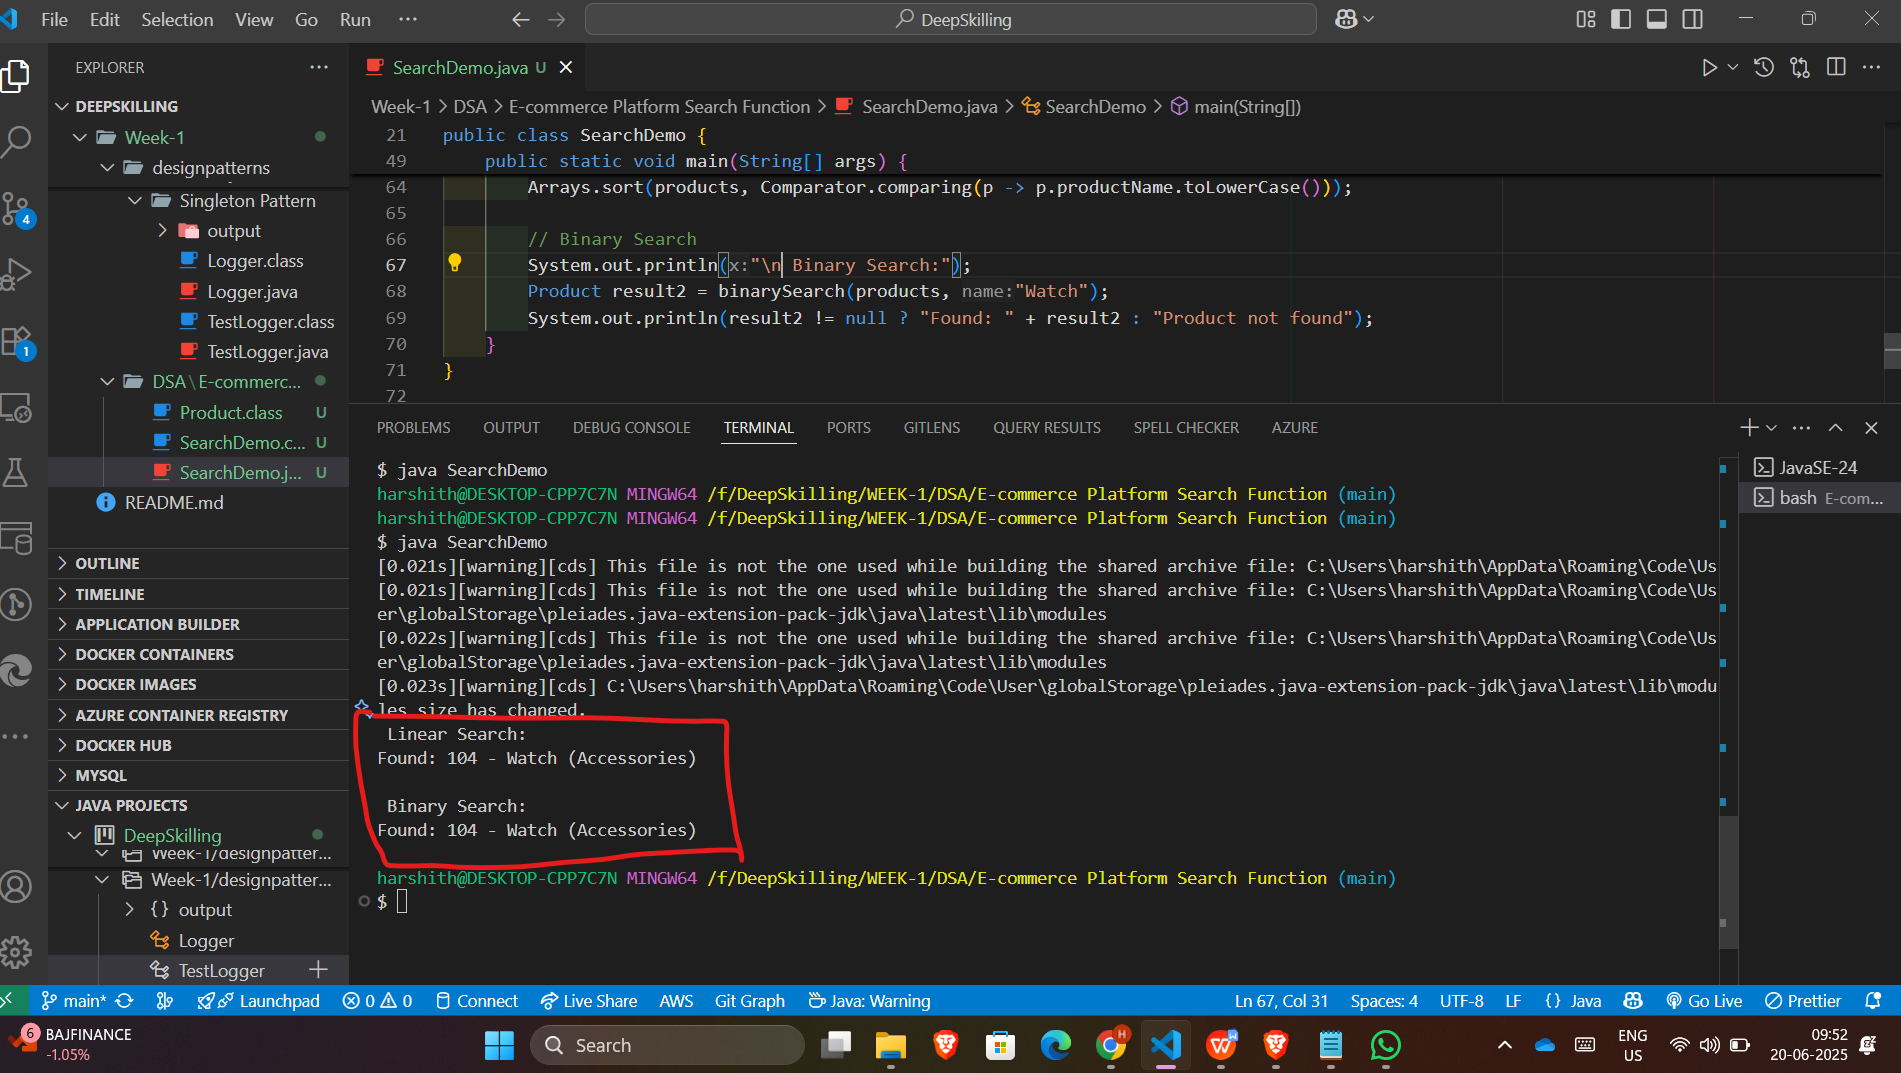 File Edit Selection View Go Run ...
DeepSkilling
EXPLORER ...
DEEPSKILLING
Week-1
designpatterns
Singleton Pattern
output
Logger.class
Logger.java
TestLogger.class
TestLogger.java
DSA\E-commerc...
Product.class U
SearchDemo.c... U
SearchDemo.j... U
README.md
OUTLINE
TIMELINE
APPLICATION BUILDER
DOCKER CONTAINERS
DOCKER IMAGES
AZURE CONTAINER REGISTRY
DOCKER HUB
MYSQL
JAVA PROJECTS
DeepSkilling
Week-1/designpatter...
Week-1/designpatter...
output
Logger
TestLogger
4
1
SearchDemo.java U
Week-1 > DSA > E-commerce Platform Search Function > SearchDemo.java > SearchDemo > main(String[])
21 public class SearchDemo {
49 public static void main(String[] args) {
64 Arrays.sort(products, Comparator.comparing(p -> p.productName.toLowerCase()));
65
66 // Binary Search
67 System.out.println(x:"\n Binary Search:");
68 Product result2 = binarySearch(products, name:"Watch");
69 System.out.println(result2 != null ? "Found: " + result2 : "Product not found");
70 }
71 }
72
PROBLEMS OUTPUT DEBUG CONSOLE TERMINAL PORTS GITLENS QUERY RESULTS SPELL CHECKER AZURE
JavaSE-24
bash E-com...
$ java SearchDemo
harshith@DESKTOP-CPP7C7N MINGW64 /f/DeepSkilling/WEEK-1/DSA/E-commerce Platform Search Function (main)
harshith@DESKTOP-CPP7C7N MINGW64 /f/DeepSkilling/WEEK-1/DSA/E-commerce Platform Search Function (main)
$ java SearchDemo
[0.021s][warning][cds] This file is not the one used while building the shared archive file: C:\Users\harshith\AppData\Roaming\Code\Us
[0.021s][warning][cds] This file is not the one used while building the shared archive file: C:\Users\harshith\AppData\Roaming\Code\Us
er\globalStorage\pleiades.java-extension-pack-jdk\java\latest\lib\modules
[0.022s][warning][cds] This file is not the one used while building the shared archive file: C:\Users\harshith\AppData\Roaming\Code\Us
er\globalStorage\pleiades.java-extension-pack-jdk\java\latest\lib\modules
[0.023s][warning][cds] C:\Users\harshith\AppData\Roaming\Code\User\globalStorage\pleiades.java-extension-pack-jdk\java\latest\lib\modu
les size has changed.
Linear Search:
Found: 104 - Watch (Accessories)
Binary Search:
Found: 104 - Watch (Accessories)
harshith@DESKTOP-CPP7C7N MINGW64 /f/DeepSkilling/WEEK-1/DSA/E-commerce Platform Search Function (main)
$
main* Launchpad 0 0 Connect Live Share AWS Git Graph Java: Warning Ln 67, Col 31 Spaces: 4 UTF-8 LF {} Java Go Live Prettier
6 BAJFINANCE
-1.05%
Search
ENG
US
09:52
20-06-2025